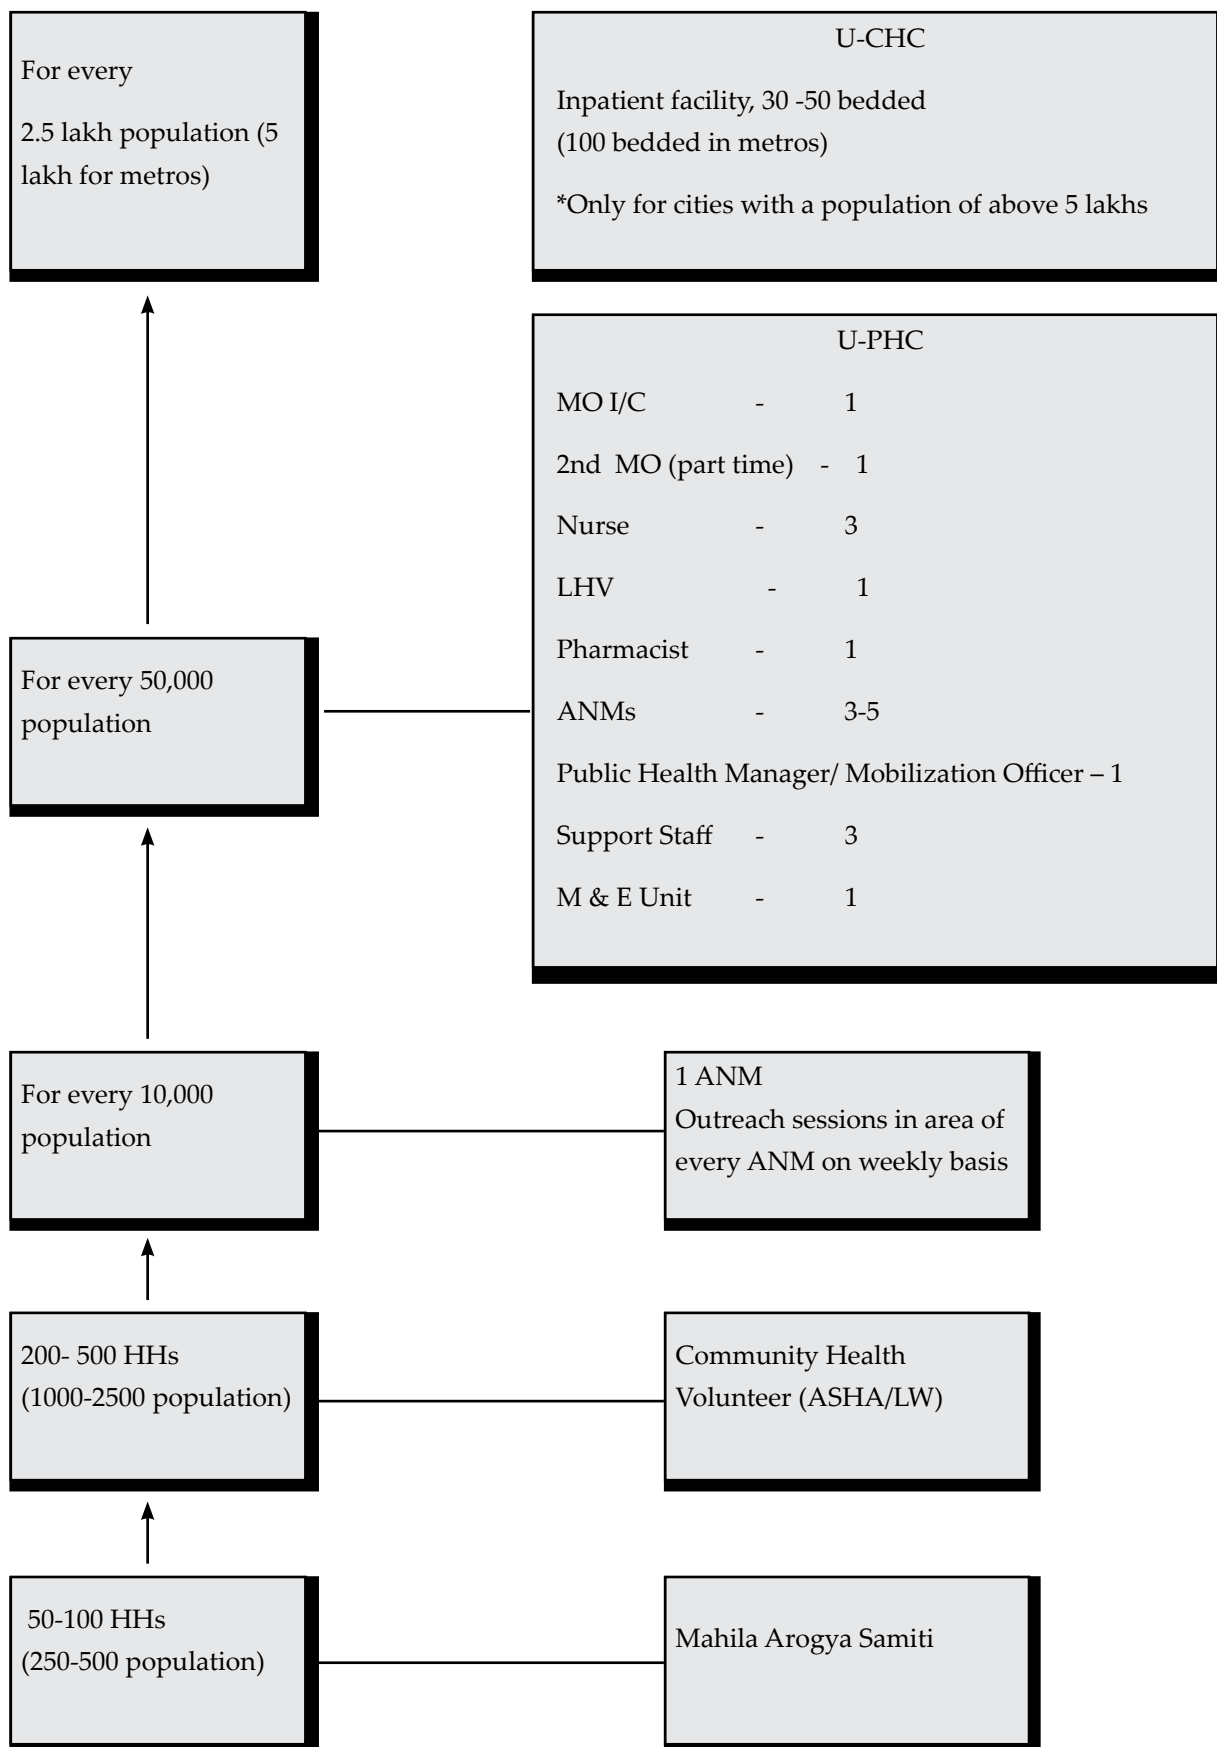 For every
2.5 lakh population (5
lakh for metros)
U-CHC
Inpatient facility, 30 -50 bedded
(100 bedded in metros)
*Only for cities with a population of above 5 lakhs
For every 50,000
population
U-PHC
MO I/C - 1
2nd MO (part time) - 1
Nurse - 3
LHV - 1
Pharmacist - 1
ANMs - 3-5
Public Health Manager/ Mobilization Officer – 1
Support Staff - 3
M & E Unit - 1
For every 10,000
population
1 ANM
Outreach sessions in area of
every ANM on weekly basis
200- 500 HHs
(1000-2500 population)
Community Health
Volunteer (ASHA/LW)
50-100 HHs
(250-500 population)
Mahila Arogya Samiti